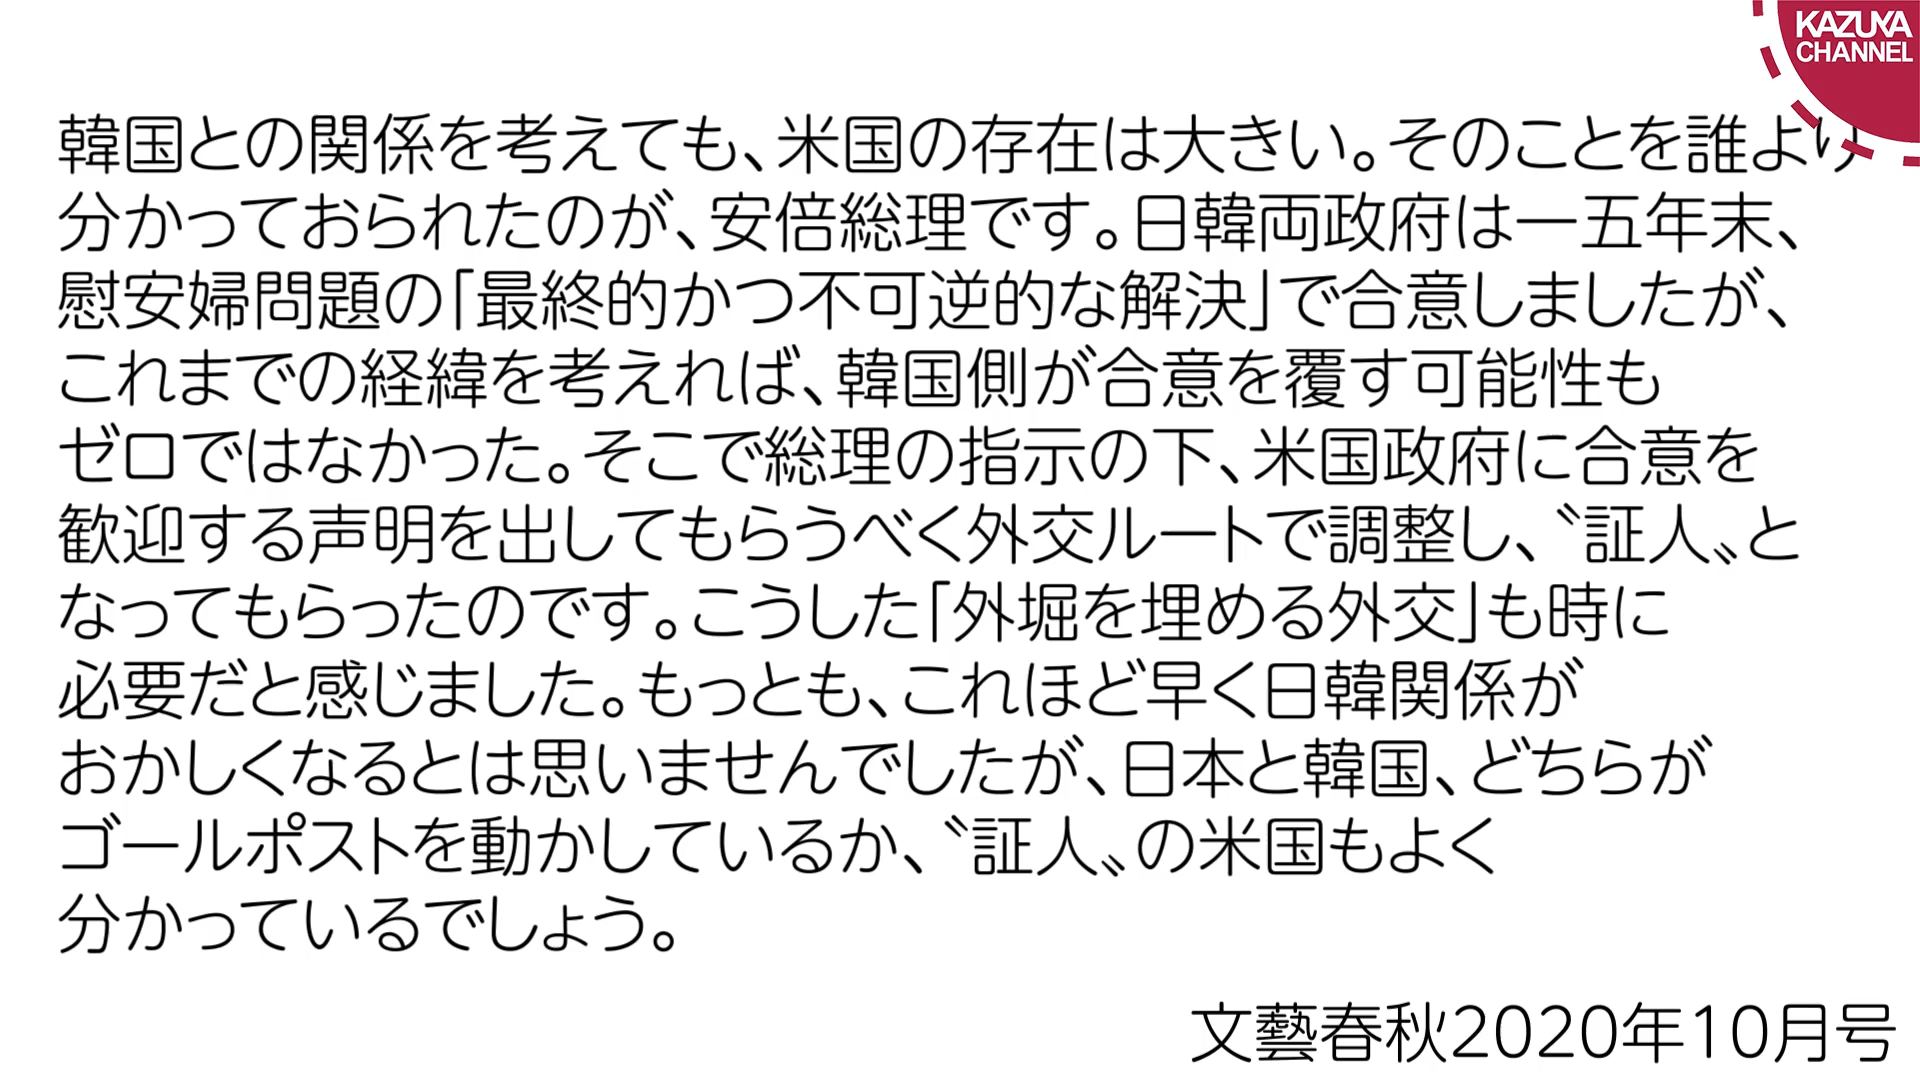 KAZUYA
CHANNEL
韓国との関係を考えても、米国の存在は大きい。そのことを誰より
分かっておられたのが、安倍総理です。日韓両政府は一五年末、
慰安婦問題の「最終的かつ不可逆的な解決」で合意しましたが、
これまでの経緯を考えれば、韓国側が合意を覆す可能性も
ゼロではなかった。そこで総理の指示の下、米国政府に合意を
歓迎する声明を出してもらうべく外交ルートで調整し、〝証人〟と
なってもらったのです。こうした「外堀を埋める外交」も時に
必要だと感じました。もっとも、これほど早く日韓関係が
おかしくなるとは思いませんでしたが、日本と韓国、どちらが
ゴールポストを動かしているか、〝証人〟の米国もよく
分かっているでしょう。
文藝春秋2020年10月号